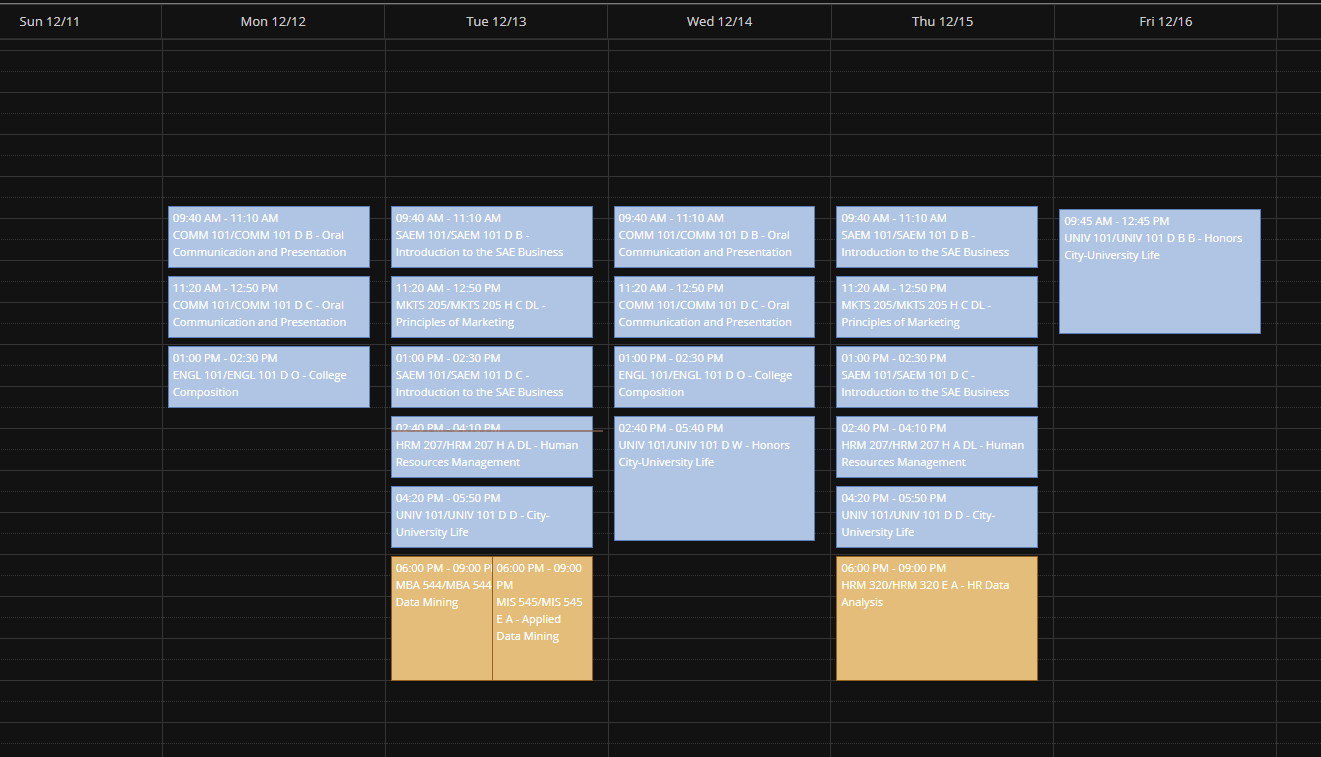 Sun 12/11
Mon 12/12
Tue 12/13
Wed 12/14
Thu 12/15
Fri 12/16
09:40 AM - 11:10 AM
COMM 101/COMM 101 D B - Oral
Communication and Presentation
11:20 AM - 12:50 PM
COMM 101/COMM 101 D C - Oral
Communication and Presentation
01:00 PM - 02:30 PM
ENGL 101/ENGL 101 D O - College
Composition
09:40 AM - 11:10 AM
SAEM 101/SAEM 101 D B -
Introduction to the SAE Business
11:20 AM - 12:50 PM
MKTS 205/MKTS 205 H C DL -
Principles of Marketing
01:00 PM - 02:30 PM
SAEM 101/SAEM 101 D C -
Introduction to the SAE Business
02:40 PM - 04:10 PM
HRM 207/HRM 207 H A DL - Human
Resources Management
04:20 PM - 05:50 PM
UNIV 101/UNIV 101 D D - City-
University Life
06:00 PM - 09:00 P
MBA 544/MBA 544
Data Mining
06:00 PM - 09:00
PM
MIS 545/MIS 545
E A - Applied
Data Mining
09:40 AM - 11:10 AM
COMM 101/COMM 101 D B - Oral
Communication and Presentation
11:20 AM - 12:50 PM
COMM 101/COMM 101 D C - Oral
Communication and Presentation
01:00 PM - 02:30 PM
ENGL 101/ENGL 101 D O - College
Composition
02:40 PM - 05:40 PM
UNIV 101/UNIV 101 D W - Honors
City-University Life
09:40 AM - 11:10 AM
SAEM 101/SAEM 101 D B -
Introduction to the SAE Business
11:20 AM - 12:50 PM
MKTS 205/MKTS 205 H C DL -
Principles of Marketing
01:00 PM - 02:30 PM
SAEM 101/SAEM 101 D C -
Introduction to the SAE Business
02:40 PM - 04:10 PM
HRM 207/HRM 207 H A DL - Human
Resources Management
04:20 PM - 05:50 PM
UNIV 101/UNIV 101 D D - City-
University Life
06:00 PM - 09:00 PM
HRM 320/HRM 320 E A - HR Data
Analysis
09:45 AM - 12:45 PM
UNIV 101/UNIV 101 D B B - Honors
City-University Life